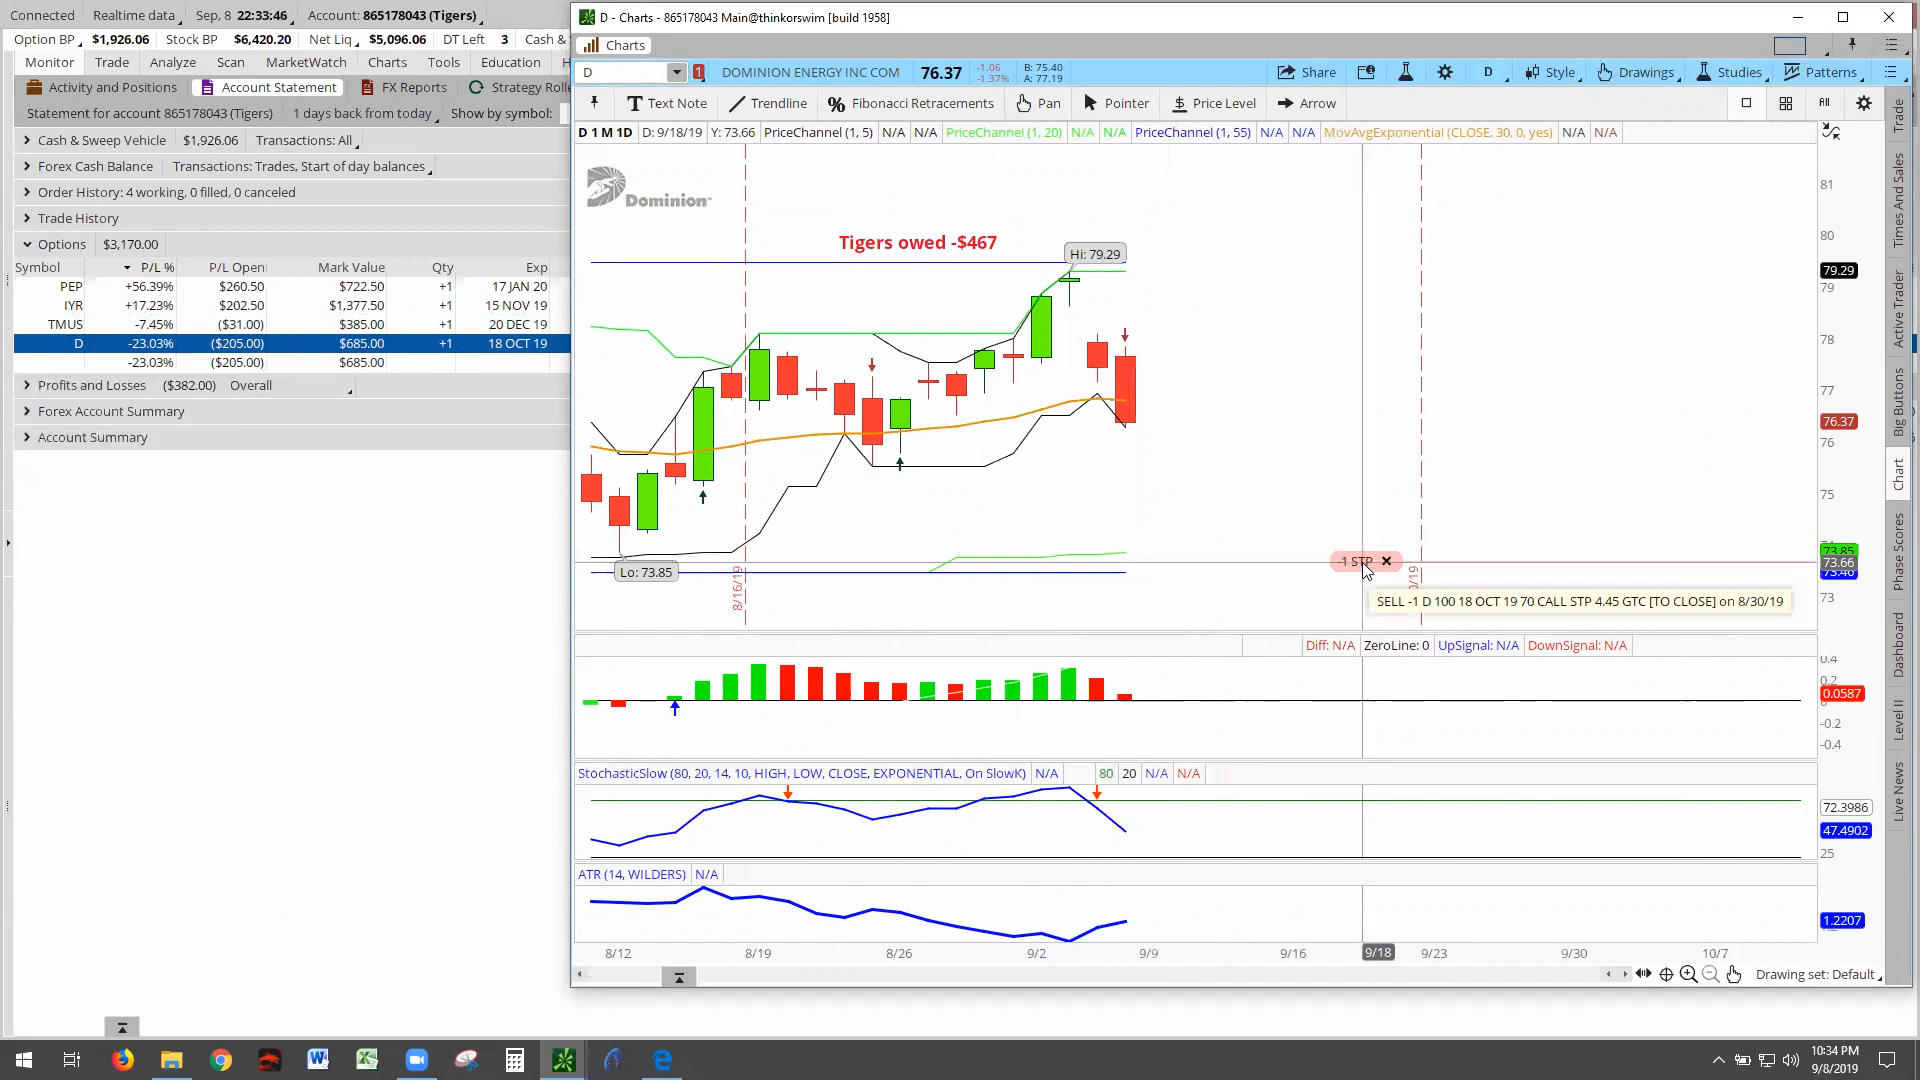 Connected Realtime data Sep, 8 22:33:46 Account: 865178043 (Tigers)
Option BP $1,926.06 Stock BP $6,420.20 Net Liq $5,096.06 DT Left 3 Cash &
Monitor Trade Analyze Scan MarketWatch Charts Tools Education
Activity and Positions Account Statement FX Reports Strategy Rolle
Statement for account 865178043 (Tigers) 1 days back from today Show by symbol:
Cash & Sweep Vehicle $1,926.06 Transactions: All
Forex Cash Balance Transactions: Trades, Start of day balances
Order History: 4 working, 0 filled, 0 canceled
Trade History
Options $3,170.00
Symbol P/L % P/L Open Mark Value Qty Exp
PEP +56.39% $260.50 $722.50 +1 17 JAN 20
IYR +17.23% $202.50 $1,377.50 +1 15 NOV 19
TMUS -7.45% ($31.00) $385.00 +1 20 DEC 19
D -23.03% ($205.00) $685.00 +1 18 OCT 19
-23.03% ($205.00) $685.00
Profits and Losses ($382.00) Overall
Forex Account Summary
Account Summary
D - Charts - 865178043 Main@thinkorswim [build 1958]
Charts
D 1 DOMINION ENERGY INC COM 76.37 -1.06 -1.37% B: 75.40 A: 77.19 Share D Style Drawings Studies Patterns
Text Note Trendline Fibonacci Retracements Pan Pointer Price Level Arrow All
D 1 M 1D D: 9/18/19 Y: 73.66 PriceChannel (1, 5) N/A N/A PriceChannel (1, 20) N/A N/A PriceChannel (1, 55) N/A N/A MovAvgExponential (CLOSE, 30, 0, yes) N/A N/A
Dominion
Tigers owed -$467
Hi: 79.29
Lo: 73.85
8/16/19
-1 STP
SELL -1 D 100 18 OCT 19 70 CALL STP 4.45 GTC [TO CLOSE] on 8/30/19
81
80
79.29
79
78
77
76.37
76
75
73.85
73.66
73.46
73
Diff: N/A ZeroLine: 0 UpSignal: N/A DownSignal: N/A
0.4
0.2
0.0587
0
-0.2
-0.4
StochasticSlow (80, 20, 14, 10, HIGH, LOW, CLOSE, EXPONENTIAL, On SlowK) N/A 80 20 N/A N/A
72.3986
47.4902
25
ATR (14, WILDERS) N/A
1.2207
8/12 8/19 8/26 9/2 9/9 9/16 9/18 9/23 9/30 10/7
Drawing set: Default
Trade
Times And Sales
Active Trader
Big Buttons
Chart
Phase Scores
Dashboard
Level II
Live News
10:34 PM
9/8/2019